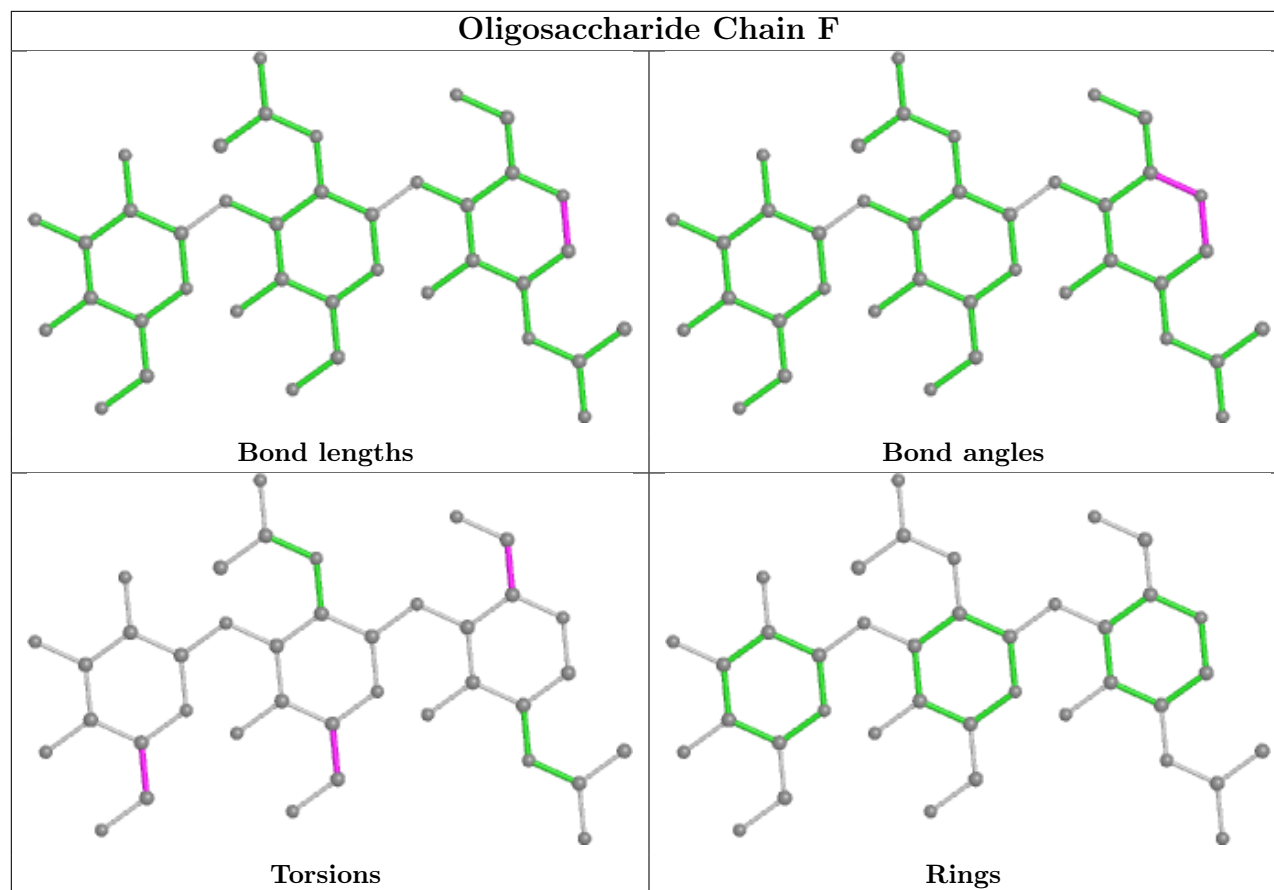 Oligosaccharide Chain F
Bond lengths
Bond angles
Torsions
Rings